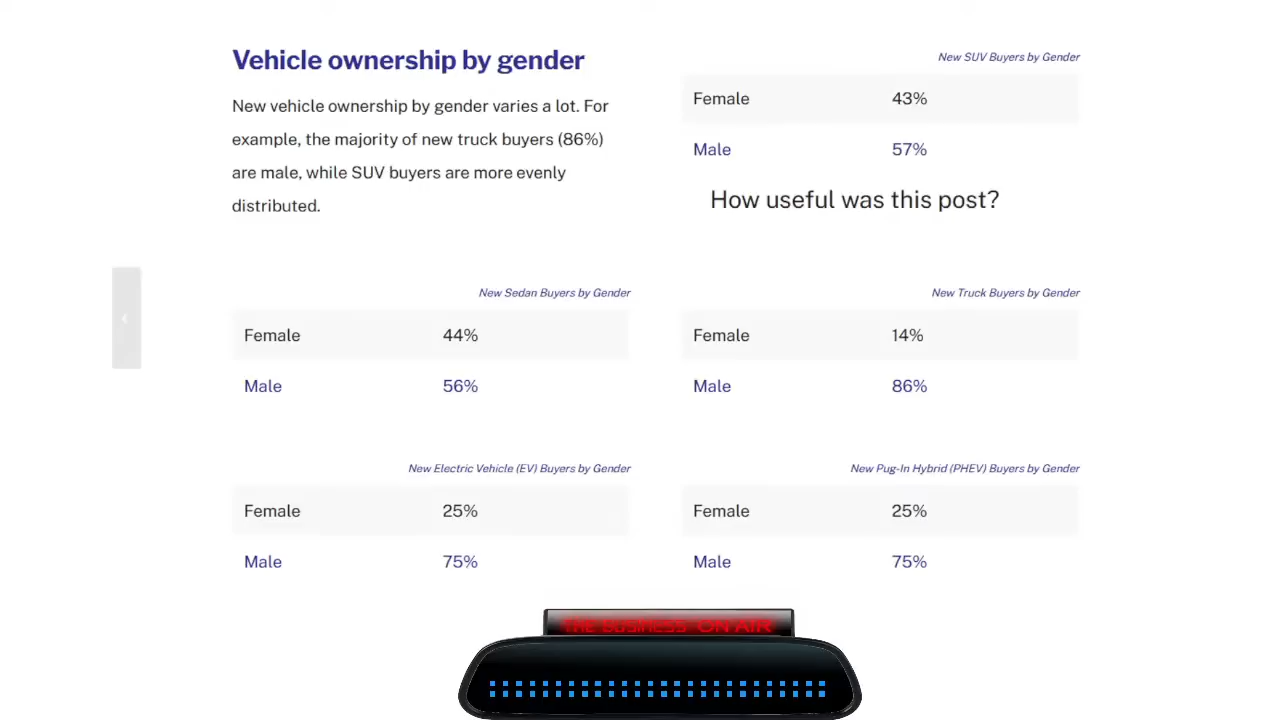 Vehicle ownership by gender
New vehicle ownership by gender varies a lot. For
example, the majority of new truck buyers (86%)
are male, while SUV buyers are more evenly
distributed.
New SUV Buyers by Gender
Female 43%
Male 57%
How useful was this post?
New Sedan Buyers by Gender
Female 44%
Male 56%
New Truck Buyers by Gender
Female 14%
Male 86%
New Electric Vehicle (EV) Buyers by Gender
Female 25%
Male 75%
New Pug-In Hybrid (PHEV) Buyers by Gender
Female 25%
Male 75%
THE BUSINESS ON AIR